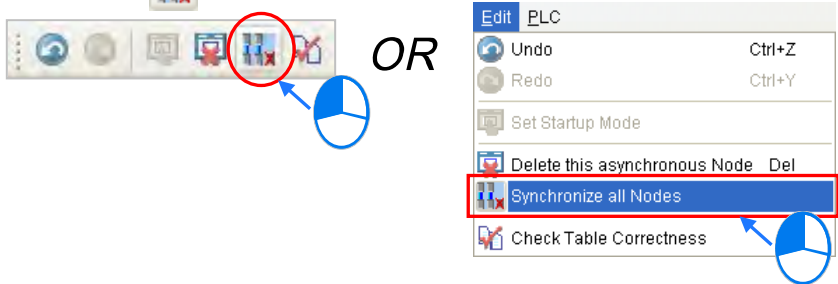 OR
Edit PLC
Undo Ctrl+Z
Redo Ctrl+Y
Set Startup Mode
Delete this asynchronous Node Del
Synchronize all Nodes
Check Table Correctness